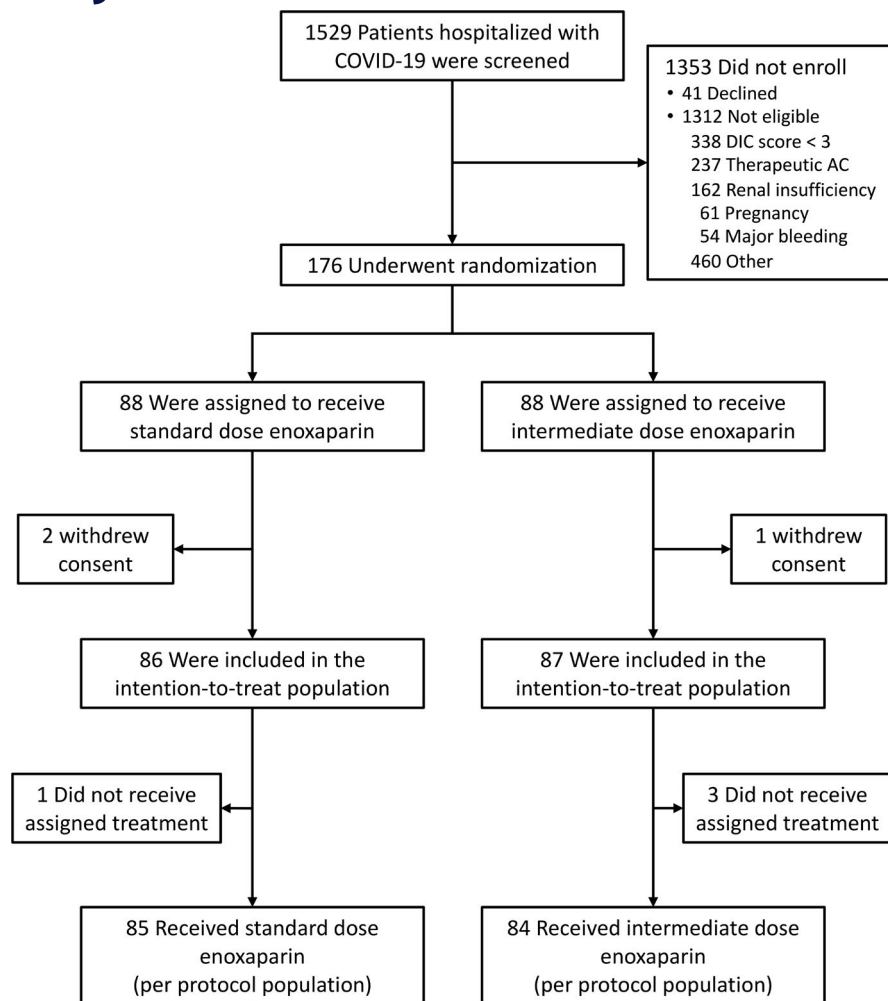 1529 Patients hospitalized with
COVID-19 were screened
1353 Did not enroll
• 41 Declined
• 1312 Not eligible
338 DIC score < 3
237 Therapeutic AC
162 Renal insufficiency
61 Pregnancy
54 Major bleeding
460 Other
176 Underwent randomization
88 Were assigned to receive
standard dose enoxaparin
88 Were assigned to receive
intermediate dose enoxaparin
2 withdrew
consent
1 withdrew
consent
86 Were included in the
intention-to-treat population
87 Were included in the
intention-to-treat population
1 Did not receive
assigned treatment
3 Did not receive
assigned treatment
85 Received standard dose
enoxaparin
(per protocol population)
84 Received intermediate dose
enoxaparin
(per protocol population)